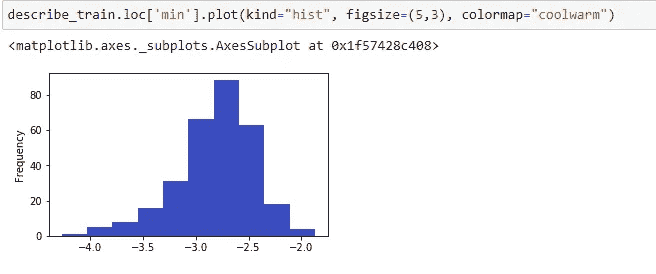 describe_train.loc['min'].plot(kind="hist", figsize=(5,3), colormap="coolwarm")
<matplotlib.axes._subplots.AxesSubplot at 0x1f57428c408>
80
60
Frequency
40
20
0
−4.0 −3.5 −3.0 −2.5 −2.0